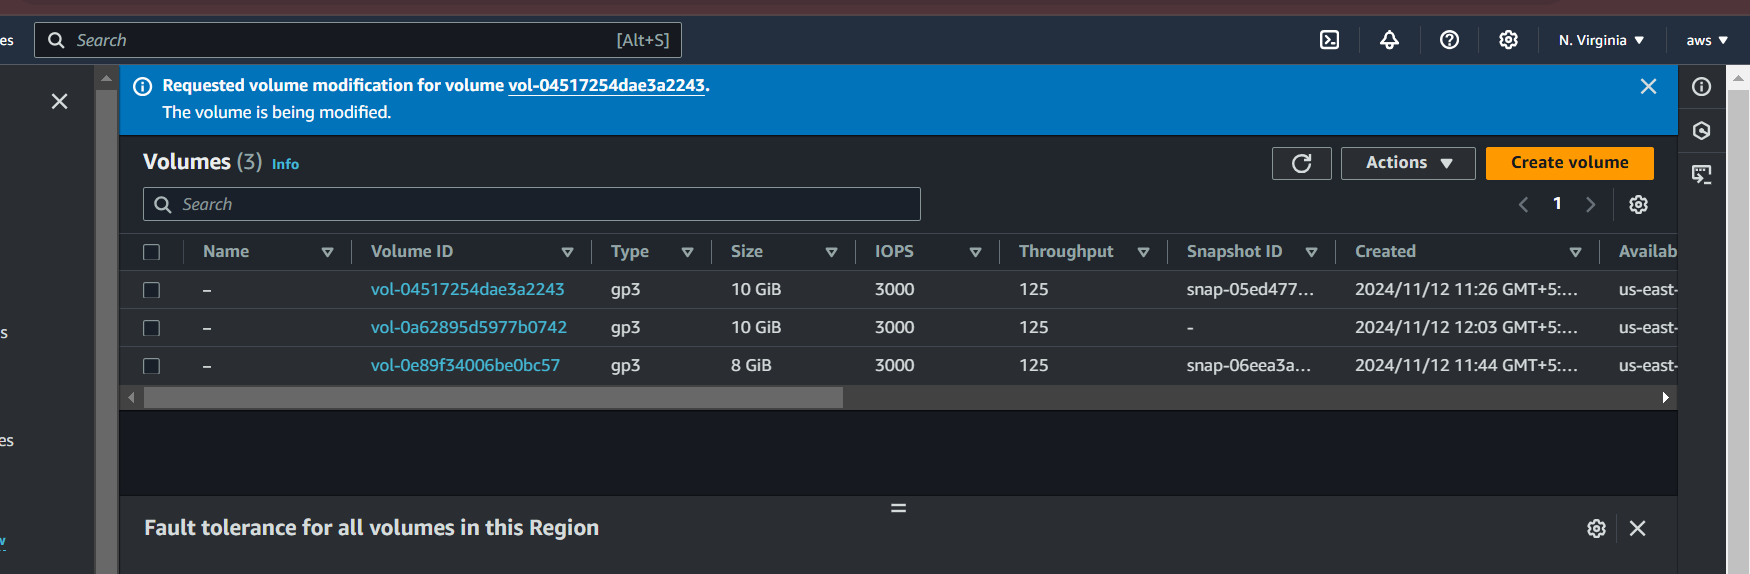 es Search [Alt+S] N. Virginia ▼ aws ▼
Requested volume modification for volume vol-04517254dae3a2243.
The volume is being modified.
Volumes (3) Info Actions ▼ Create volume
Search 1
Name Volume ID Type Size IOPS Throughput Snapshot ID Created Availab
– vol-04517254dae3a2243 gp3 10 GiB 3000 125 snap-05ed477... 2024/11/12 11:26 GMT+5:... us-east-
– vol-0a62895d5977b0742 gp3 10 GiB 3000 125 - 2024/11/12 12:03 GMT+5:... us-east-
s
– vol-0e89f34006be0bc57 gp3 8 GiB 3000 125 snap-06eea3a... 2024/11/12 11:44 GMT+5:... us-east-
es
Fault tolerance for all volumes in this Region
w